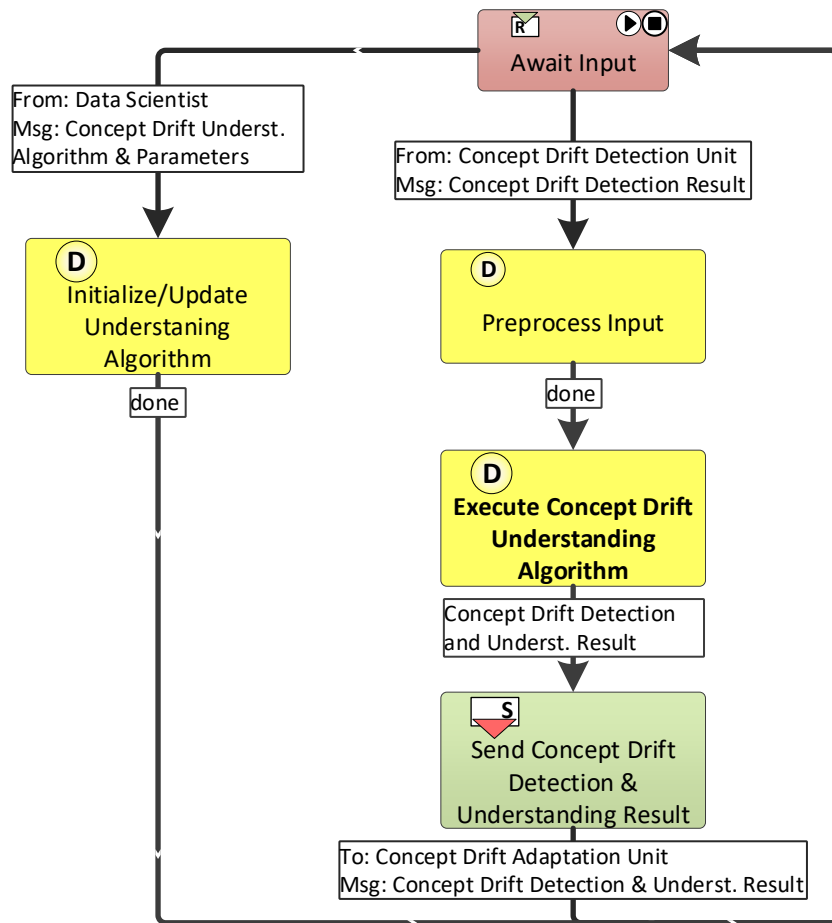 R
Await Input
From: Data Scientist
Msg: Concept Drift Underst.
Algorithm & Parameters
From: Concept Drift Detection Unit
Msg: Concept Drift Detection Result
D
Initialize/Update
Understaning
Algorithm
done
D
Preprocess Input
done
D
Execute Concept Drift
Understanding
Algorithm
Concept Drift Detection
and Underst. Result
S
Send Concept Drift
Detection &
Understanding Result
To: Concept Drift Adaptation Unit
Msg: Concept Drift Detection & Underst. Result